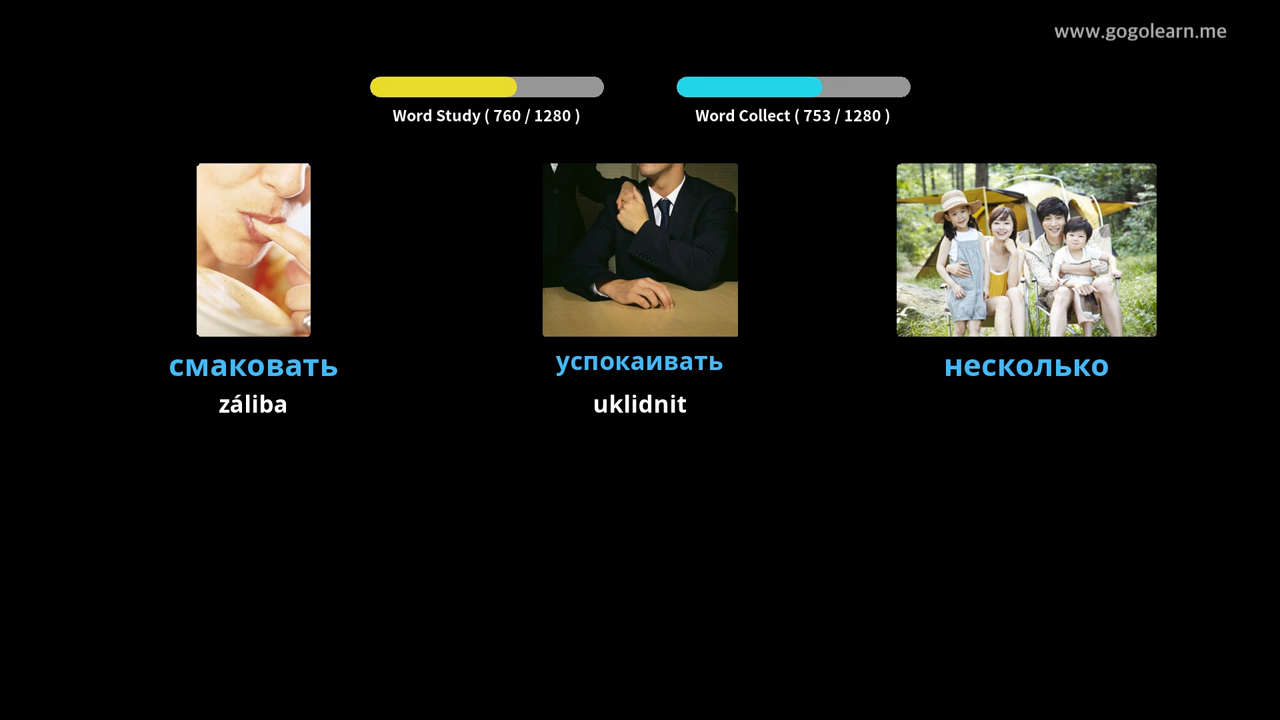 www.gogolearn.me
Word Study ( 760 / 1280 )
Word Collect ( 753 / 1280 )
смаковать
успокаивать
несколько
záliba
uklidnit